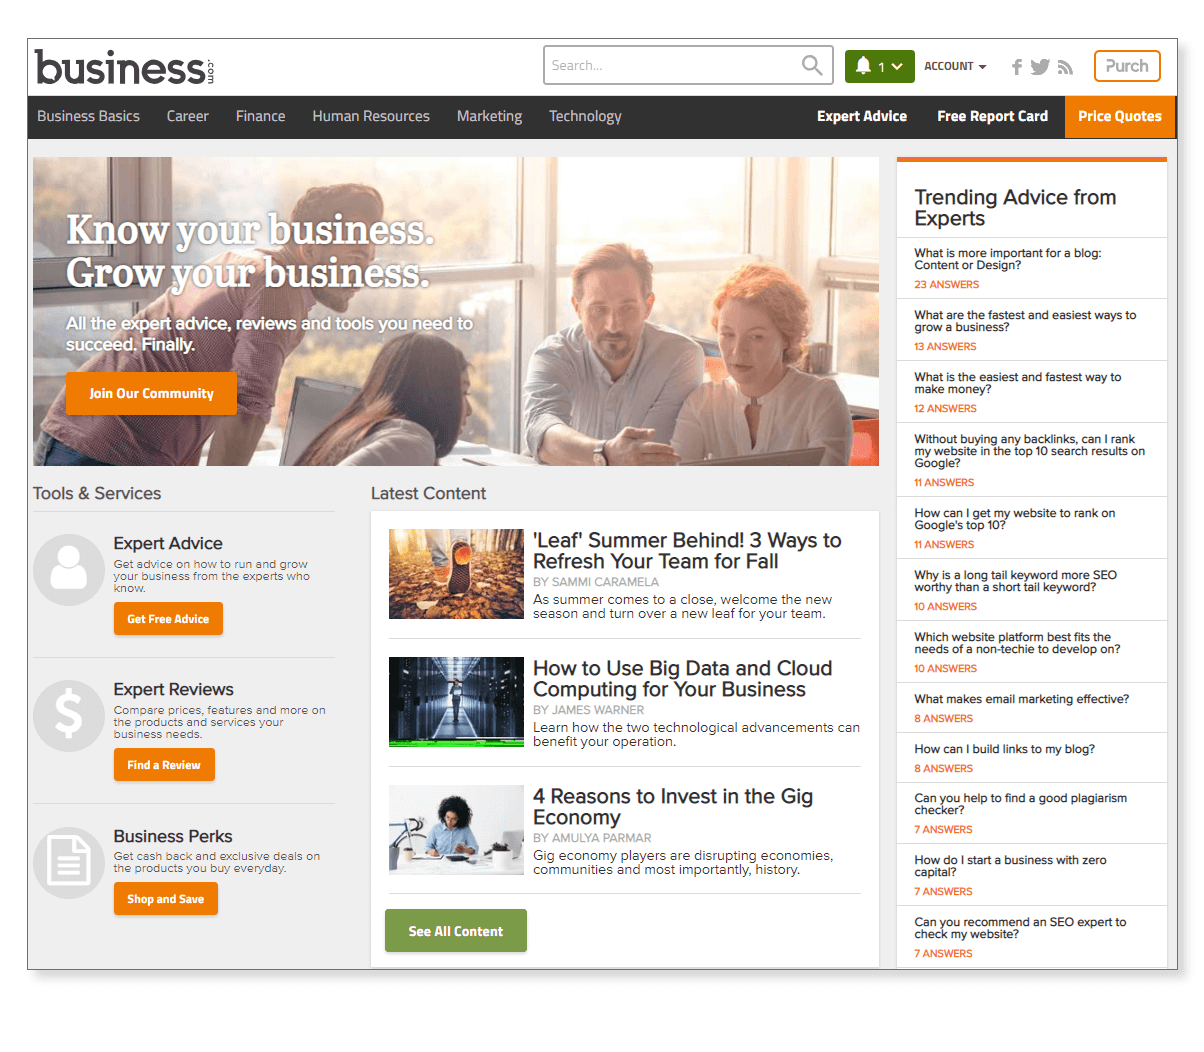 business.com
Search...
1
ACCOUNT
Purch
Business Basics
Career
Finance
Human Resources
Marketing
Technology
Expert Advice
Free Report Card
Price Quotes
Know your business.
Grow your business.
All the expert advice, reviews and tools you need to
succeed. Finally.
Join Our Community
Tools & Services
Expert Advice
Get advice on how to run and grow
your business from the experts who
know.
Get Free Advice
Expert Reviews
Compare prices, features and more on
the products and services your
business needs.
Find a Review
Business Perks
Get cash back and exclusive deals on
the products you buy everyday.
Shop and Save
Latest Content
'Leaf' Summer Behind! 3 Ways to
Refresh Your Team for Fall
BY SAMMI CARAMELA
As summer comes to a close, welcome the new
season and turn over a new leaf for your team.
How to Use Big Data and Cloud
Computing for Your Business
BY JAMES WARNER
Learn how the two technological advancements can
benefit your operation.
4 Reasons to Invest in the Gig
Economy
BY AMULYA PARMAR
Gig economy players are disrupting economies,
communities and most importantly, history.
See All Content
Trending Advice from
Experts
What is more important for a blog:
Content or Design?
23 ANSWERS
What are the fastest and easiest ways to
grow a business?
13 ANSWERS
What is the easiest and fastest way to
make money?
12 ANSWERS
Without buying any backlinks, can I rank
my website in the top 10 search results on
Google?
11 ANSWERS
How can I get my website to rank on
Google's top 10?
11 ANSWERS
Why is a long tail keyword more SEO
worthy than a short tail keyword?
10 ANSWERS
Which website platform best fits the
needs of a non-techie to develop on?
10 ANSWERS
What makes email marketing effective?
8 ANSWERS
How can I build links to my blog?
8 ANSWERS
Can you help to find a good plagiarism
checker?
7 ANSWERS
How do I start a business with zero
capital?
7 ANSWERS
Can you recommend an SEO expert to
check my website?
7 ANSWERS